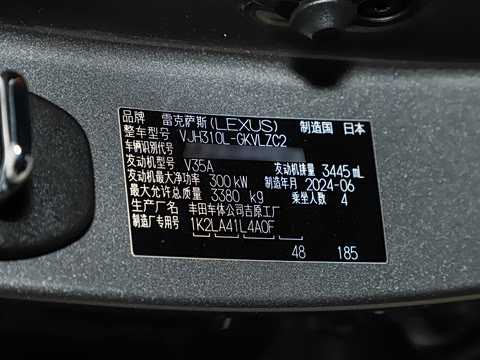 品牌 雷克萨斯(LEXUS) 制造国 日本
整车型号 VJH310L-GKVLZC2
车辆识别代号
发动机型号 V35A 发动机排量 3445 mL
发动机最大净功率 300 kW 制造年月 2024-06
最大允许总质量 3380 kg 乘坐人数 4
生产厂名 丰田车体公司吉原工厂
制造厂专用号 1K2LA41L4A0F
48 185